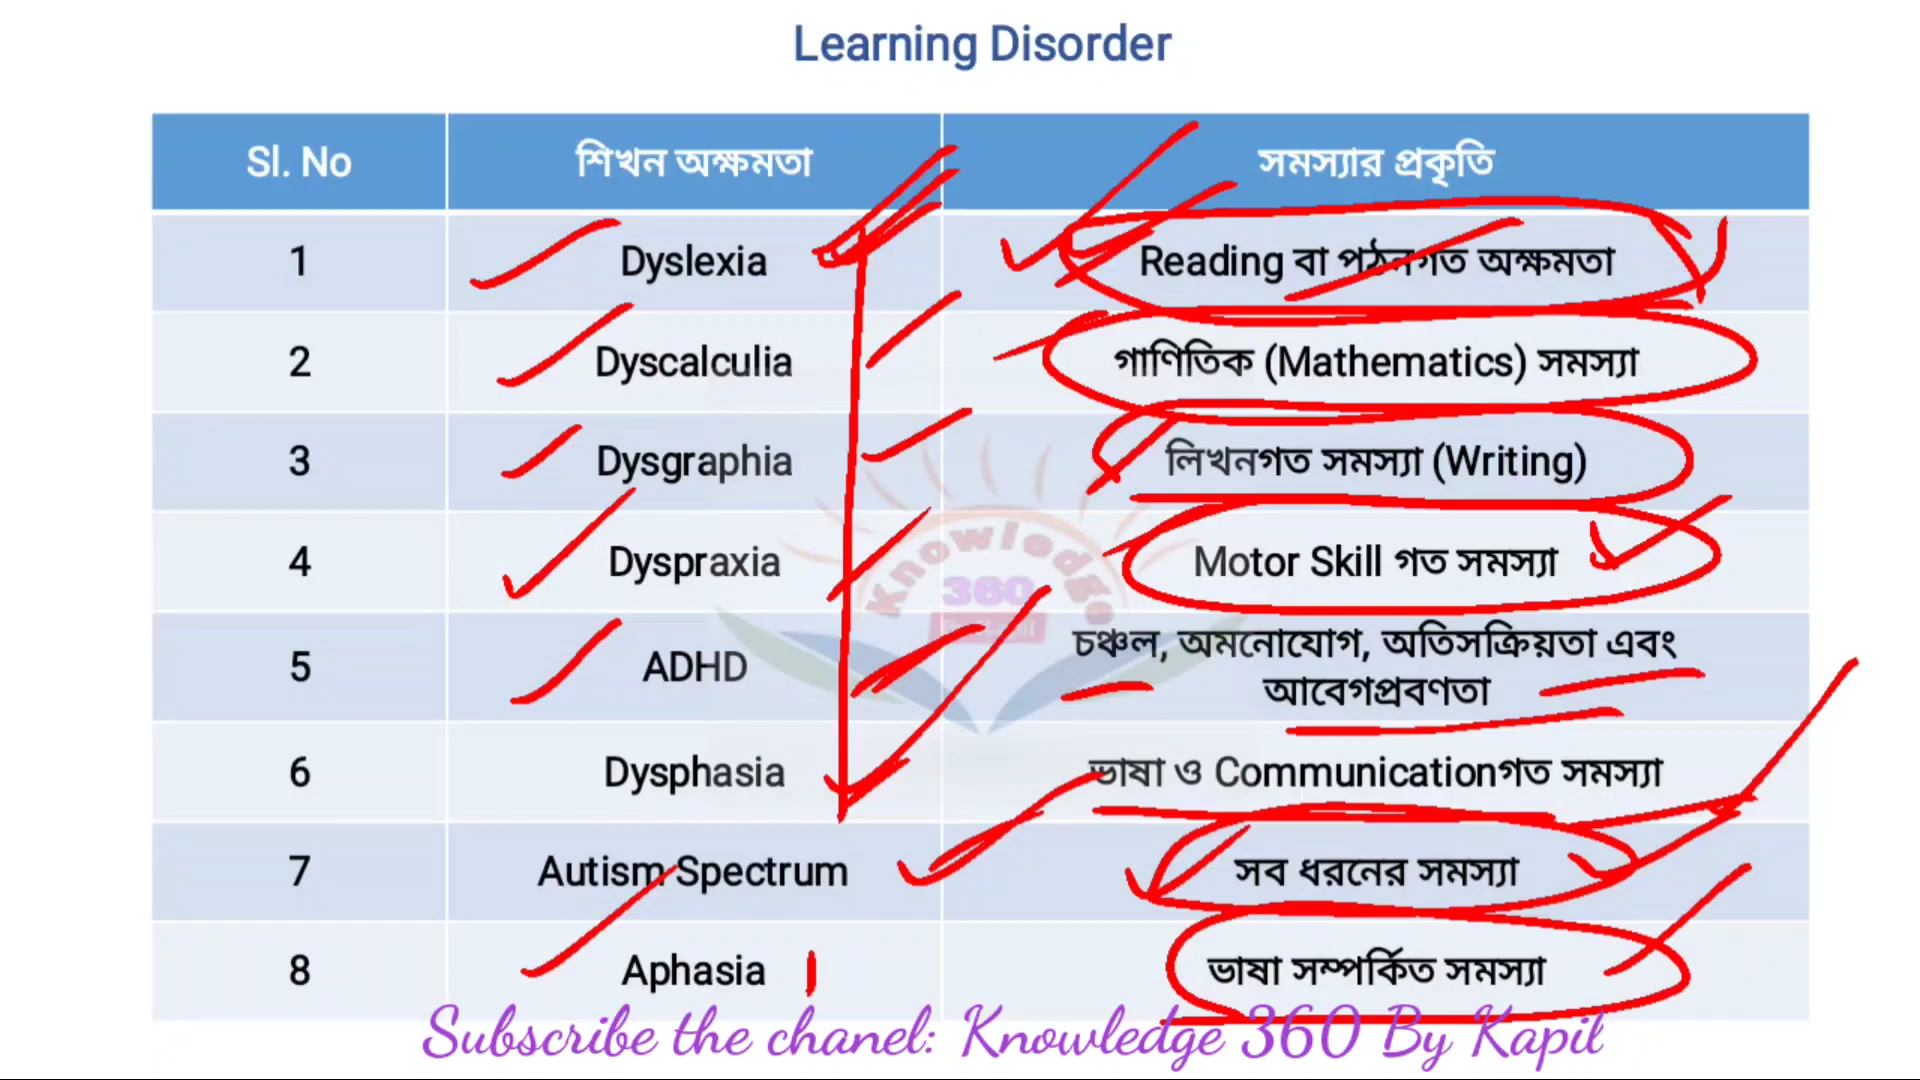 Learning Disorder
Sl. No শিখন অক্ষমতা সমস্যার প্রকৃতি
1 Dyslexia Reading বা পঠনগত অক্ষমতা
2 Dyscalculia গাণিতিক (Mathematics) সমস্যা
3 Dysgraphia লিখনগত সমস্যা (Writing)
4 Dyspraxia Motor Skill গত সমস্যা
Knowledge
360
5 ADHD চঞ্চল, অমনোযোগ, অতিসক্রিয়তা এবং
আবেগপ্রবণতা
6 Dysphasia ভাষা ও Communicationগত সমস্যা
7 Autism Spectrum সব ধরনের সমস্যা
8 Aphasia ভাষা সম্পর্কিত সমস্যা
Subscribe the chanel: Knowledge 360 By Kapil